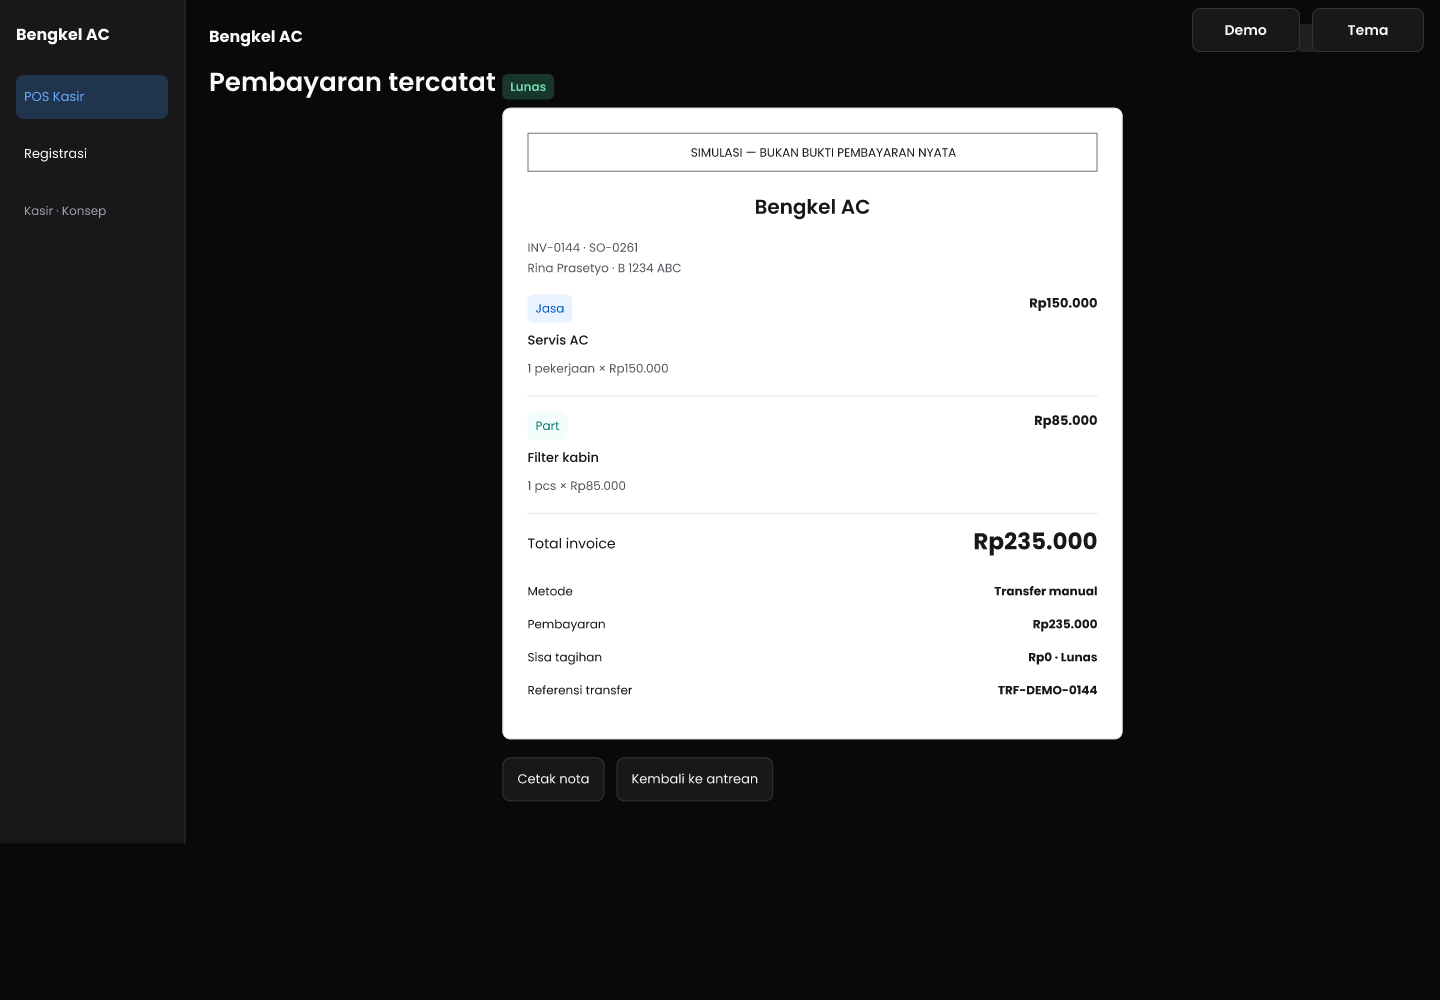 Bengkel AC
POS Kasir
Registrasi
Kasir · Konsep
Bengkel AC
Demo
Tema
Pembayaran tercatat
Lunas
SIMULASI — BUKAN BUKTI PEMBAYARAN NYATA
Bengkel AC
INV-0144 · SO-0261
Rina Prasetyo · B 1234 ABC
Jasa
Rp150.000
Servis AC
1 pekerjaan × Rp150.000
Part
Rp85.000
Filter kabin
1 pcs × Rp85.000
Total invoice Rp235.000
Metode Transfer manual
Pembayaran Rp235.000
Sisa tagihan Rp0 · Lunas
Referensi transfer TRF-DEMO-0144
Cetak nota
Kembali ke antrean